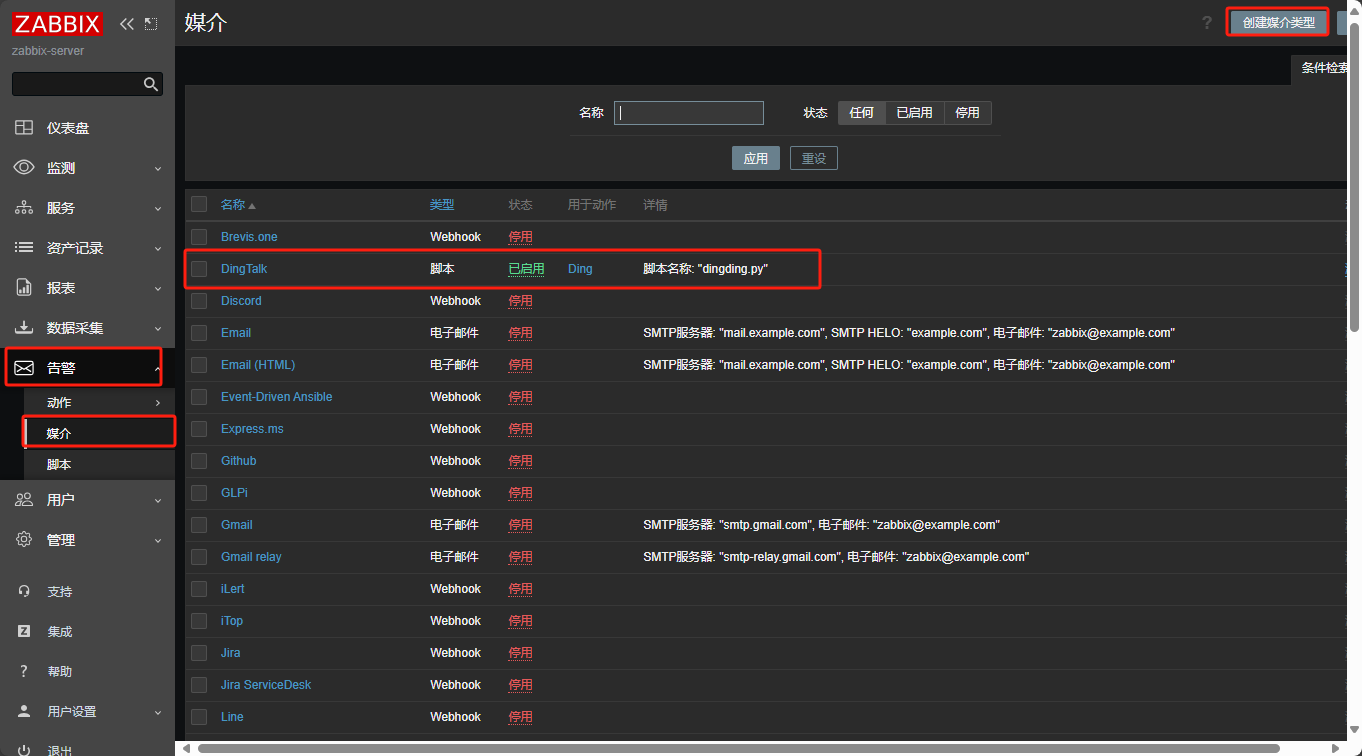 ZABBIX
zabbix-server
仪表盘
监测
服务
资产记录
报表
数据采集
告警
动作
媒介
脚本
用户
管理
支持
Z 集成
? 帮助
用户设置
退出
媒介
? 创建媒介类型
条件检索
名称 状态 任何 已启用 停用
应用 重设
名称 类型 状态 用于动作 详情
Brevis.one Webhook 停用
DingTalk 脚本 已启用 Ding 脚本名称: "dingding.py"
Discord Webhook 停用
Email 电子邮件 停用 SMTP服务器: "mail.example.com", SMTP HELO: "example.com", 电子邮件: "zabbix@example.com"
Email (HTML) 电子邮件 停用 SMTP服务器: "mail.example.com", SMTP HELO: "example.com", 电子邮件: "zabbix@example.com"
Event-Driven Ansible Webhook 停用
Express.ms Webhook 停用
Github Webhook 停用
GLPi Webhook 停用
Gmail 电子邮件 停用 SMTP服务器: "smtp.gmail.com", 电子邮件: "zabbix@example.com"
Gmail relay 电子邮件 停用 SMTP服务器: "smtp-relay.gmail.com", 电子邮件: "zabbix@example.com"
iLert Webhook 停用
iTop Webhook 停用
Jira Webhook 停用
Jira ServiceDesk Webhook 停用
Line Webhook 停用